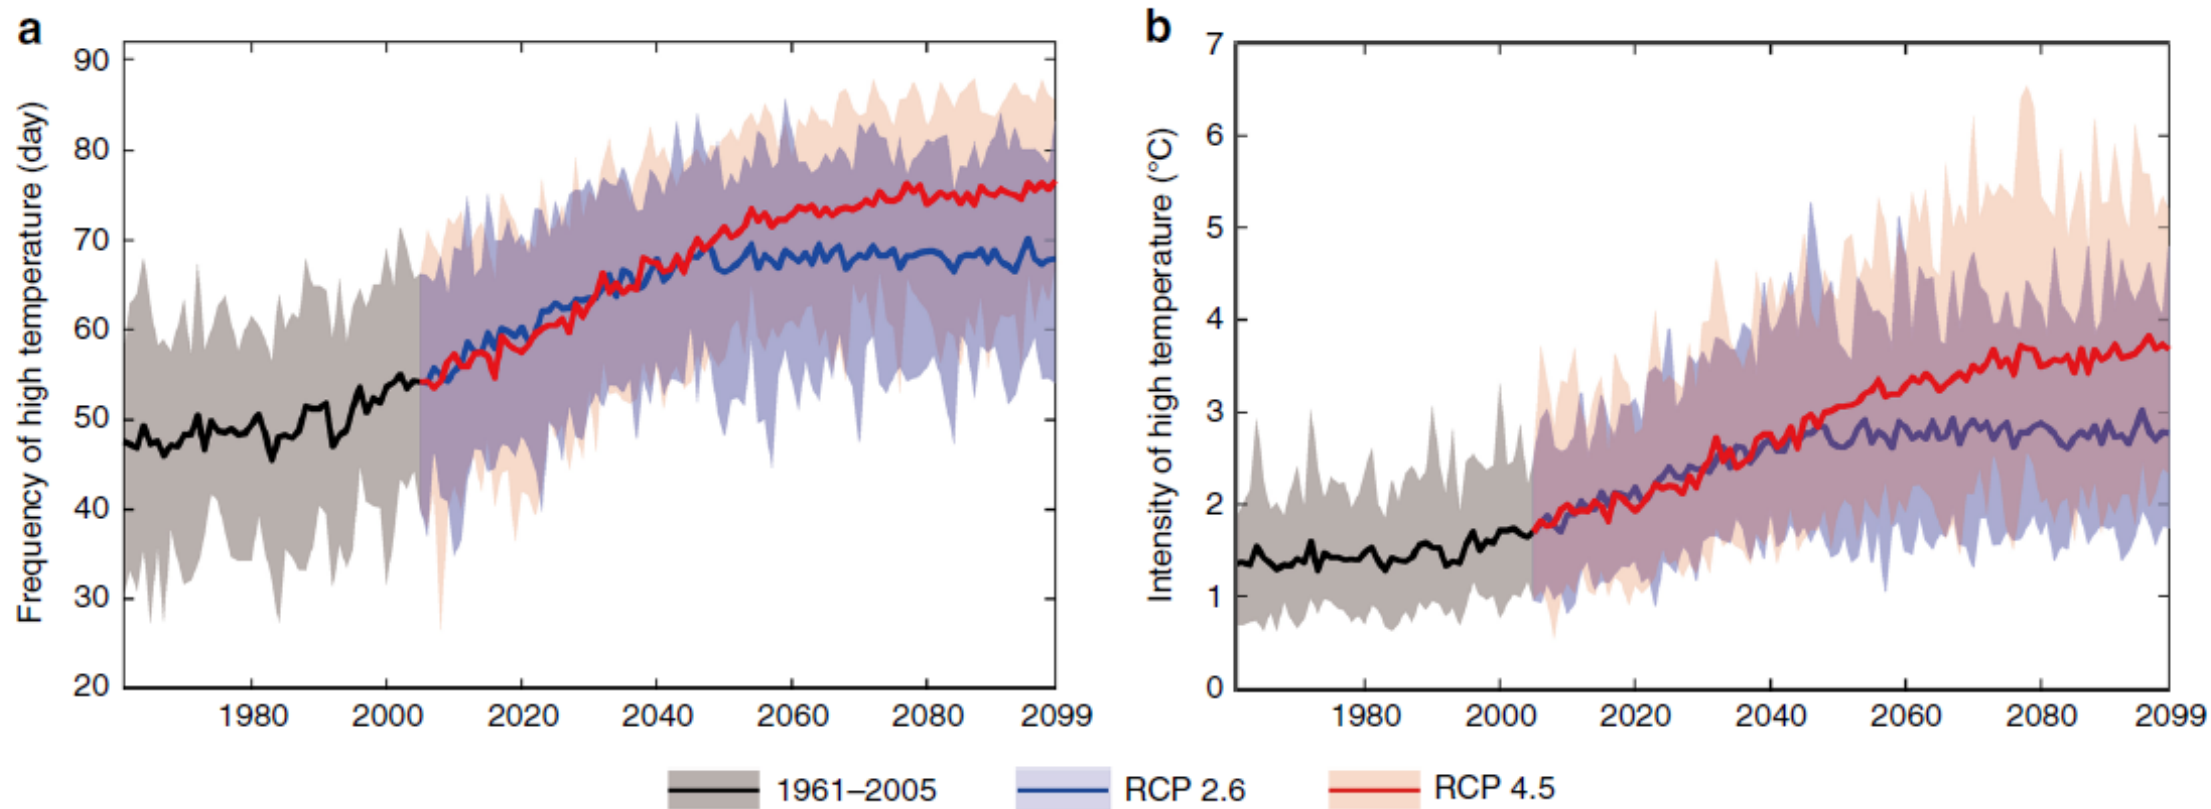 a
Frequency of high temperature (day)
90
80
70
60
50
40
30
20
1980 2000 2020 2040 2060 2080 2099
b
Intensity of high temperature (°C)
7
6
5
4
3
2
1
0
1980 2000 2020 2040 2060 2080 2099
1961–2005 RCP 2.6 RCP 4.5